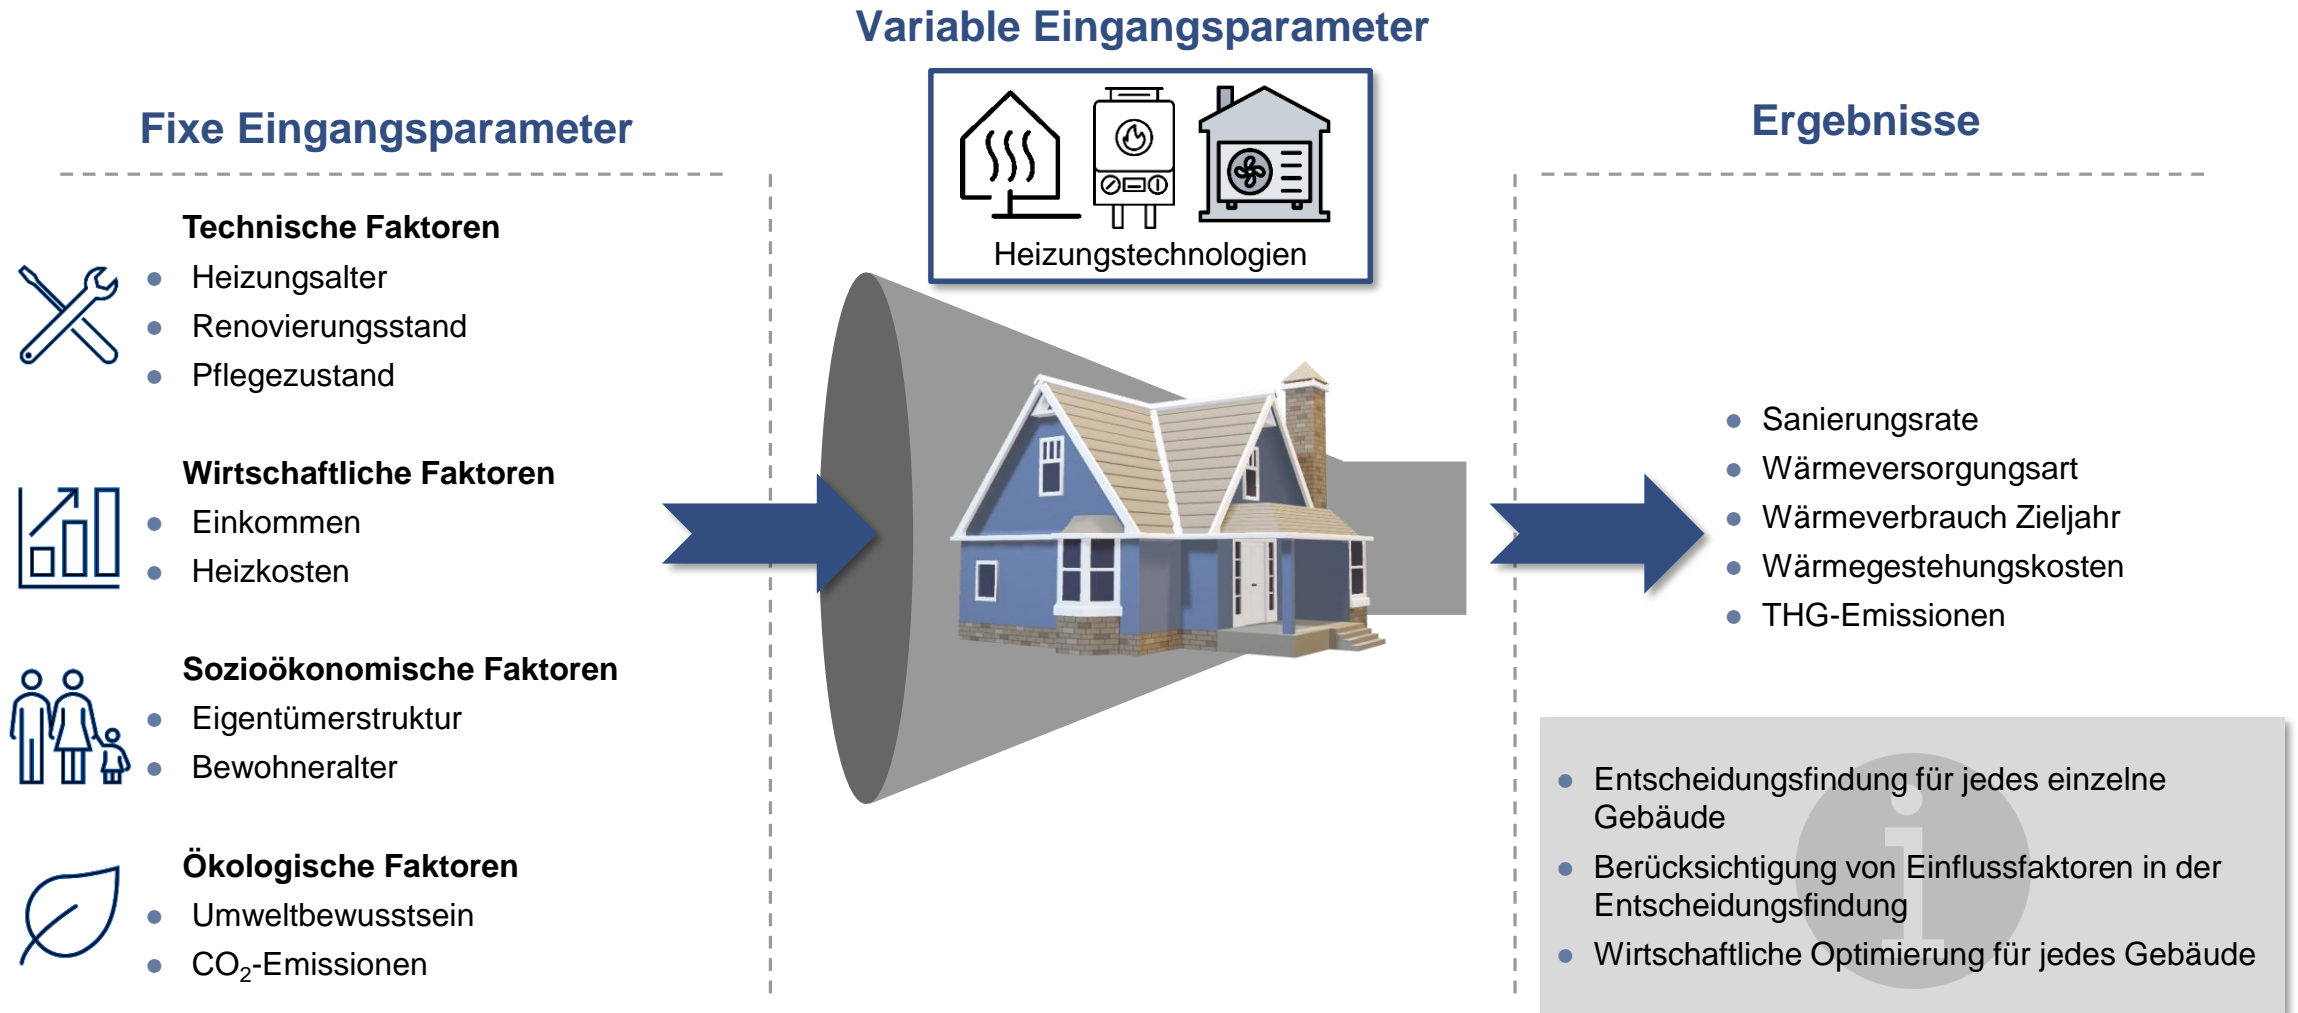 Variable Eingangsparameter
Heizungstechnologien
Fixe Eingangsparameter
Technische Faktoren
Heizungsalter
Renovierungsstand
Pflegezustand
Wirtschaftliche Faktoren
Einkommen
Heizkosten
Sozioökonomische Faktoren
Eigentümerstruktur
Bewohneralter
Ökologische Faktoren
Umweltbewusstsein
CO₂-Emissionen
Ergebnisse
Sanierungsrate
Wärmeversorgungsart
Wärmeverbrauch Zieljahr
Wärmegestehungskosten
THG-Emissionen
Entscheidungsfindung für jedes einzelne
Gebäude
Berücksichtigung von Einflussfaktoren in der
Entscheidungsfindung
Wirtschaftliche Optimierung für jedes Gebäude